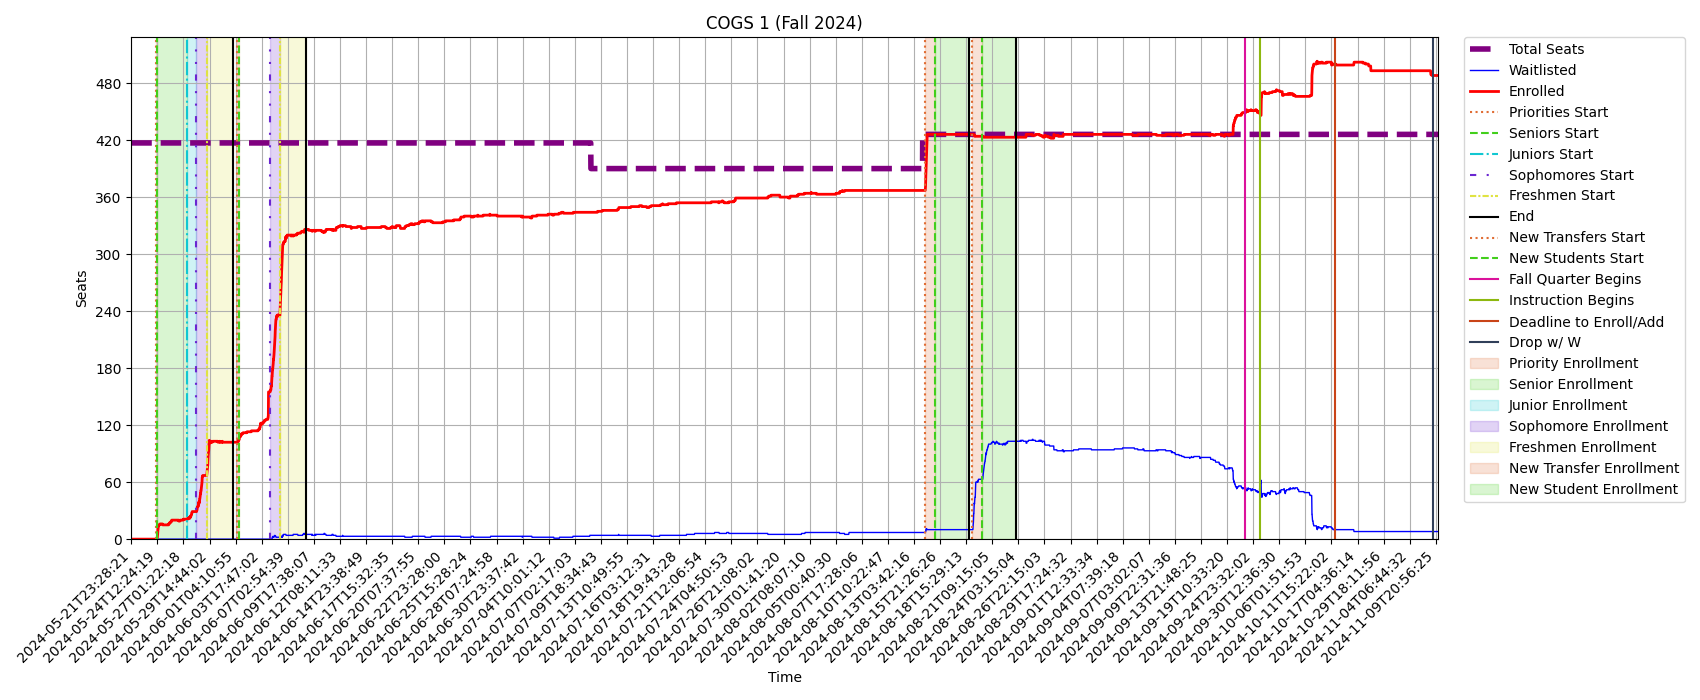 COGS 1 (Fall 2024)
Seats
480
420
360
300
240
180
120
60
0
2024-05-21T23:28:21
2024-05-24T12:24:19
2024-05-27T01:22:18
2024-05-29T14:44:02
2024-06-01T04:10:55
2024-06-03T17:47:02
2024-06-07T02:54:39
2024-06-09T17:38:07
2024-06-12T08:11:33
2024-06-14T23:38:49
2024-06-17T15:32:35
2024-06-20T07:37:55
2024-06-22T23:28:00
2024-06-25T15:28:24
2024-06-28T07:24:58
2024-06-30T23:37:42
2024-07-04T10:01:12
2024-07-07T02:17:03
2024-07-09T18:34:43
2024-07-13T10:49:55
2024-07-16T03:12:31
2024-07-18T19:43:28
2024-07-21T12:06:54
2024-07-24T04:50:53
2024-07-26T21:08:02
2024-07-30T01:41:20
2024-08-02T08:07:10
2024-08-05T00:40:30
2024-08-07T17:28:06
2024-08-10T10:22:47
2024-08-13T03:42:16
2024-08-15T21:26:26
2024-08-18T15:29:13
2024-08-21T09:15:05
2024-08-24T03:15:04
2024-08-26T22:15:03
2024-08-29T17:24:32
2024-09-01T12:33:34
2024-09-04T07:39:18
2024-09-07T03:02:07
2024-09-09T22:31:36
2024-09-13T21:48:25
2024-09-19T10:33:20
2024-09-24T23:32:02
2024-09-30T12:36:30
2024-10-06T01:51:53
2024-10-11T15:22:02
2024-10-17T04:36:14
2024-10-29T18:11:56
2024-11-04T06:44:32
2024-11-09T20:56:25
Time
Total Seats
Waitlisted
Enrolled
Priorities Start
Seniors Start
Juniors Start
Sophomores Start
Freshmen Start
End
New Transfers Start
New Students Start
Fall Quarter Begins
Instruction Begins
Deadline to Enroll/Add
Drop w/ W
Priority Enrollment
Senior Enrollment
Junior Enrollment
Sophomore Enrollment
Freshmen Enrollment
New Transfer Enrollment
New Student Enrollment